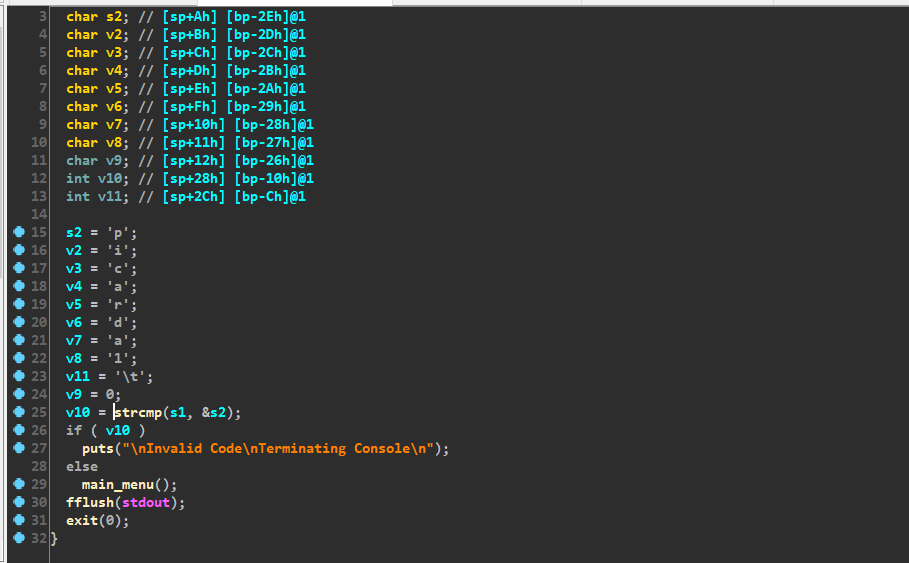 3 char s2; // [sp+Ah] [bp-2Eh]@1
4 char v2; // [sp+Bh] [bp-2Dh]@1
5 char v3; // [sp+Ch] [bp-2Ch]@1
6 char v4; // [sp+Dh] [bp-2Bh]@1
7 char v5; // [sp+Eh] [bp-2Ah]@1
8 char v6; // [sp+Fh] [bp-29h]@1
9 char v7; // [sp+10h] [bp-28h]@1
10 char v8; // [sp+11h] [bp-27h]@1
11 char v9; // [sp+12h] [bp-26h]@1
12 int v10; // [sp+28h] [bp-10h]@1
13 int v11; // [sp+2Ch] [bp-Ch]@1
14
15 s2 = 'p';
16 v2 = 'i';
17 v3 = 'c';
18 v4 = 'a';
19 v5 = 'r';
20 v6 = 'd';
21 v7 = 'a';
22 v8 = '1';
23 v11 = '\t';
24 v9 = 0;
25 v10 = strcmp(s1, &s2);
26 if ( v10 )
27 puts("\nInvalid Code\nTerminating Console\n");
28 else
29 main_menu();
30 fflush(stdout);
31 exit(0);
32 }